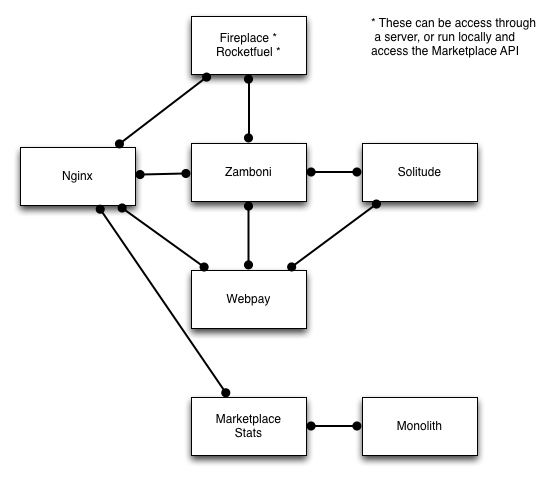 Fireplace *
Rocketfuel *
* These can be access through
a server, or run locally and
access the Marketplace API
Nginx
Zamboni
Solitude
Webpay
Marketplace
Stats
Monolith